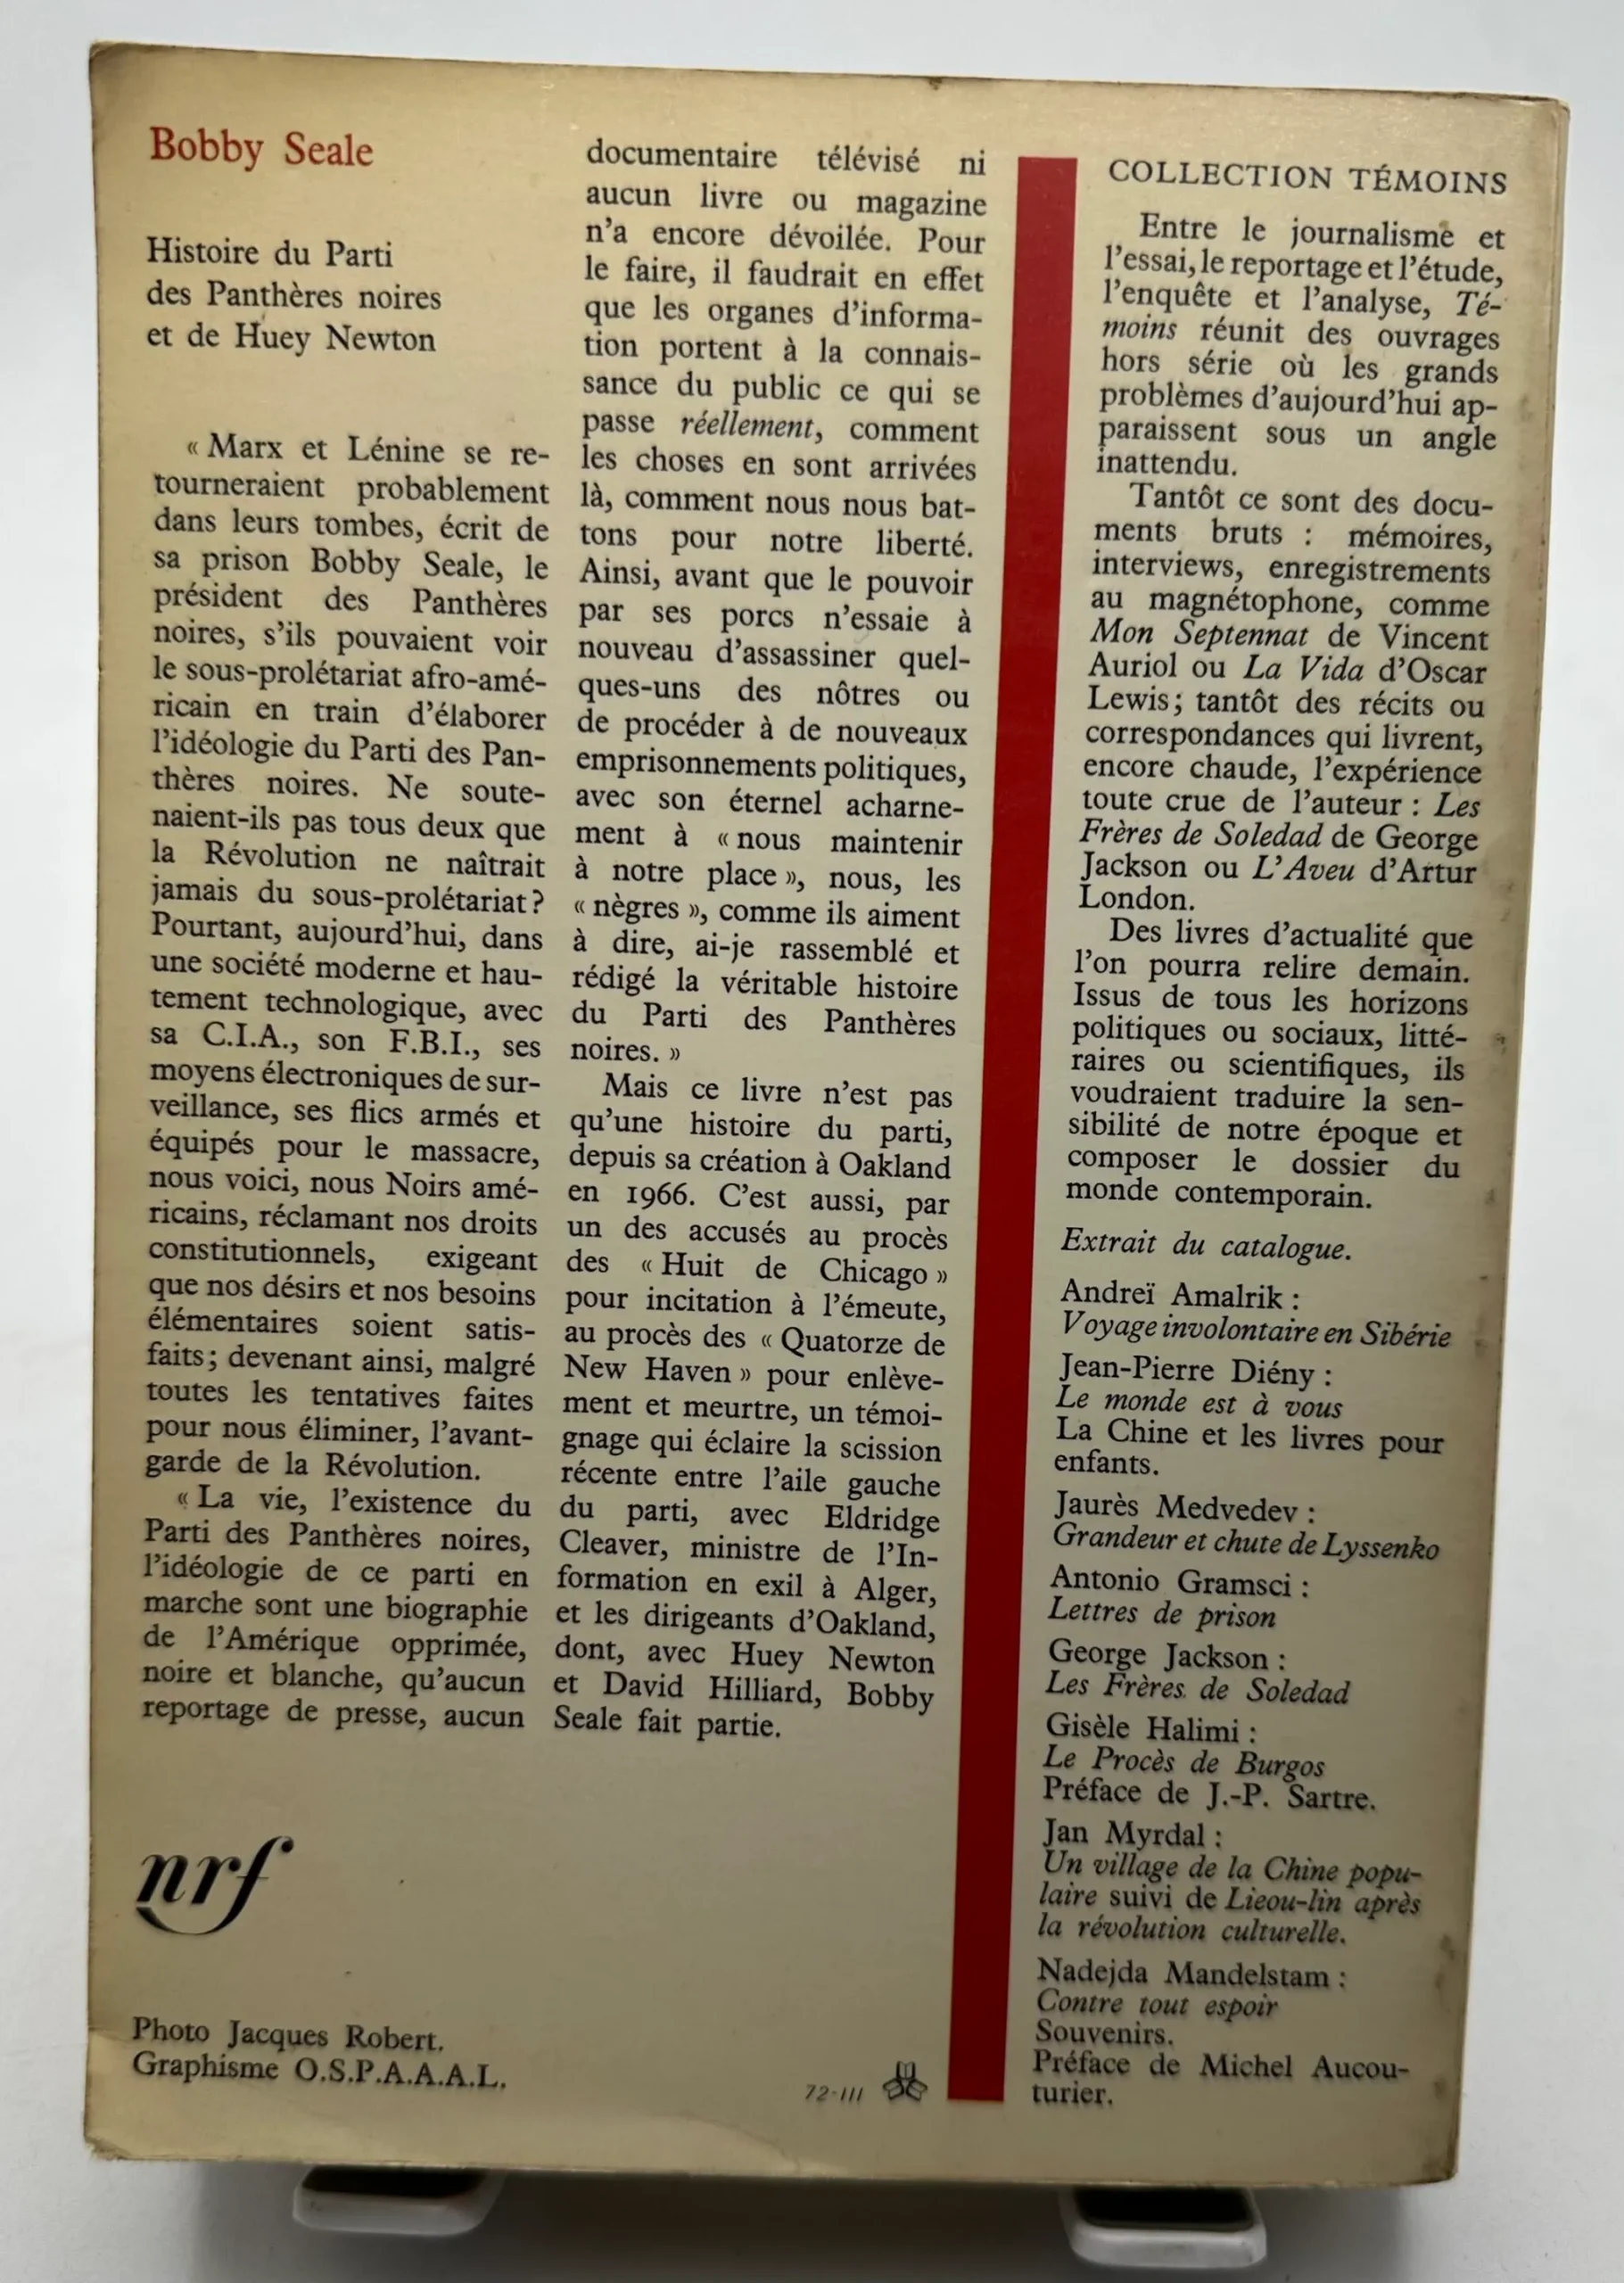 Bobby Seale
Histoire du Parti
des Panthères noires
et de Huey Newton
« Marx et Lénine se re-
tourneraient probablement
dans leurs tombes, écrit de
sa prison Bobby Seale, le
président des Panthères
noires, s'ils pouvaient voir
le sous-prolétariat afro-amé-
ricain en train d'élaborer
l'idéologie du Parti des Pan-
thères noires. Ne soute-
naient-ils pas tous deux que
la Révolution ne naîtrait
jamais du sous-prolétariat?
Pourtant, aujourd'hui, dans
une société moderne et hau-
tement technologique, avec
sa C.I.A., son F.B.I., ses
moyens électroniques de sur-
veillance, ses flics armés et
équipés pour le massacre,
nous voici, nous Noirs amé-
ricains, réclamant nos droits
constitutionnels, exigeant
que nos désirs et nos besoins
élémentaires soient satis-
faits; devenant ainsi, malgré
toutes les tentatives faites
pour nous éliminer, l'avant-
garde de la Révolution.
« La vie, l'existence du
Parti des Panthères noires,
l'idéologie de ce parti en
marche sont une biographie
de l'Amérique opprimée,
noire et blanche, qu'aucun
reportage de presse, aucun
documentaire télévisé ni
aucun livre ou magazine
n'a encore dévoilée. Pour
le faire, il faudrait en effet
que les organes d'informa-
tion portent à la connais-
sance du public ce qui se
passe réellement, comment
les choses en sont arrivées
là, comment nous nous bat-
tons pour notre liberté.
Ainsi, avant que le pouvoir
par ses porcs n'essaie à
nouveau d'assassiner quel-
ques-uns des nôtres ou
de procéder à de nouveaux
emprisonnements politiques,
avec son éternel acharne-
ment à « nous maintenir
à notre place », nous, les
« nègres », comme ils aiment
à dire, ai-je rassemblé et
rédigé la véritable histoire
du Parti des Panthères
noires. »
Mais ce livre n'est pas
qu'une histoire du parti,
depuis sa création à Oakland
en 1966. C'est aussi, par
un des accusés au procès
des « Huit de Chicago »
pour incitation à l'émeute,
au procès des « Quatorze de
New Haven » pour enlève-
ment et meurtre, un témoi-
gnage qui éclaire la scission
récente entre l'aile gauche
du parti, avec Eldridge
Cleaver, ministre de l'In-
formation en exil à Alger,
et les dirigeants d'Oakland,
dont, avec Huey Newton
et David Hilliard, Bobby
Seale fait partie.
nrf
Photo Jacques Robert.
Graphisme O.S.P.A.A.A.L.
72-III
COLLECTION TÉMOINS
Entre le journalisme et
l'essai, le reportage et l'étude,
l'enquête et l'analyse, Té-
moins réunit des ouvrages
hors série où les grands
problèmes d'aujourd'hui ap-
paraissent sous un angle
inattendu.
Tantôt ce sont des docu-
ments bruts : mémoires,
interviews, enregistrements
au magnétophone, comme
Mon Septennat de Vincent
Auriol ou La Vida d'Oscar
Lewis; tantôt des récits ou
correspondances qui livrent,
encore chaude, l'expérience
toute crue de l'auteur : Les
Frères de Soledad de George
Jackson ou L'Aveu d'Artur
London.
Des livres d'actualité que
l'on pourra relire demain.
Issus de tous les horizons
politiques ou sociaux, litté-
raires ou scientifiques, ils
voudraient traduire la sen-
sibilité de notre époque et
composer le dossier du
monde contemporain.
Extrait du catalogue.
Andreï Amalrik :
Voyage involontaire en Sibérie
Jean-Pierre Diény :
Le monde est à vous
La Chine et les livres pour
enfants.
Jaurès Medvedev :
Grandeur et chute de Lyssenko
Antonio Gramsci :
Lettres de prison
George Jackson :
Les Frères de Soledad
Gisèle Halimi :
Le Procès de Burgos
Préface de J.-P. Sartre.
Jan Myrdal :
Un village de la Chine popu-
laire suivi de Lieou-lin après
la révolution culturelle.
Nadejda Mandelstam :
Contre tout espoir
Souvenirs.
Préface de Michel Aucou-
turier.